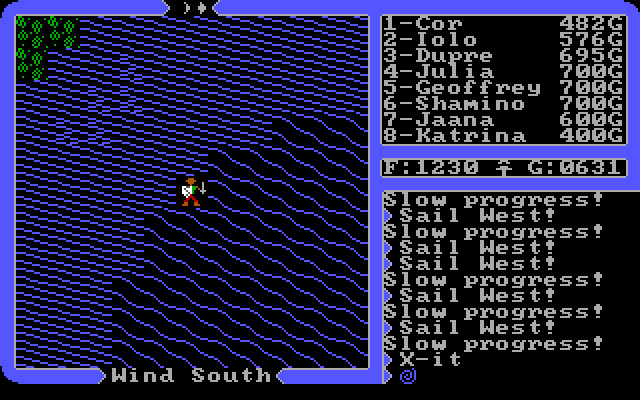 1-Cor 482G
2-Iolo 576G
3-Dupre 695G
4-Julia 700G
5-Geoffrey 700G
6-Shamino 700G
7-Jaana 600G
8-Katrina 400G
F:1230 G:0631
Slow progress!
Sail West!
Slow progress!
Sail West!
Sail West!
Slow progress!
Sail West!
Slow progress!
Sail West!
Slow progress!
X-it
Wind South